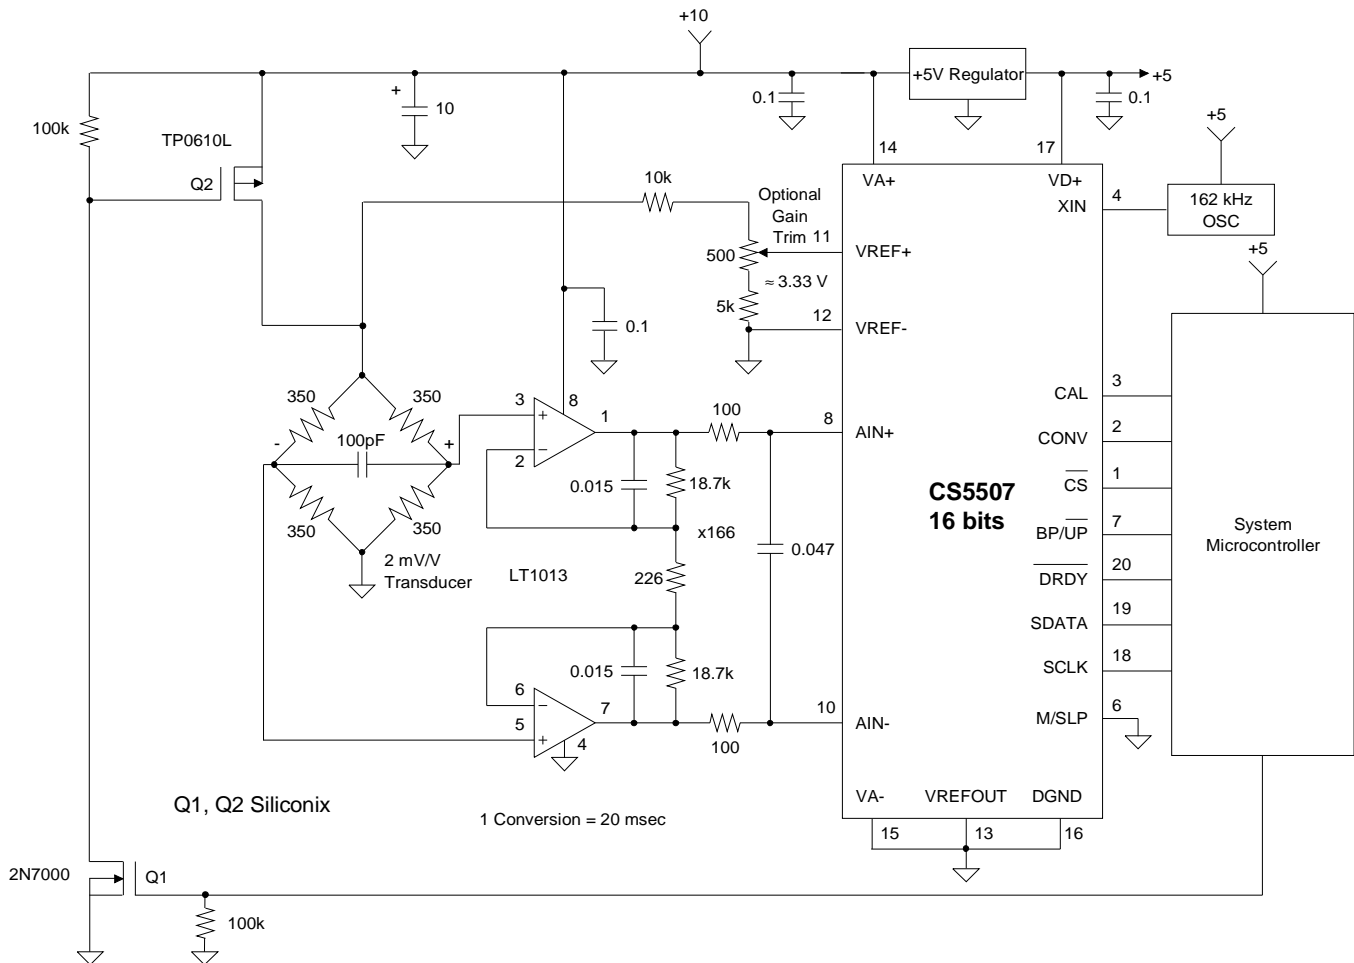 +10
+5V Regulator
+5
0.1
0.1
+
10
100k
TP0610L
Q2
+5
14
17
VA+
VD+
XIN
4
162 kHz
OSC
10k
Optional
Gain
Trim
11
VREF+
500
≈ 3.33 V
5k
12
VREF-
+5
0.1
350
350
100pF
-
+
350
350
2 mV/V
Transducer
3
+
8
1
−
2
100
8
AIN+
0.015
18.7k
x166
0.047
LT1013
226
0.015
18.7k
6
−
7
5
+
4
100
10
AIN-
CS5507
16 bits
CAL
3
CONV
2
CS
1
BP/UP
7
DRDY
20
SDATA
19
SCLK
18
M/SLP
6
System
Microcontroller
VA-
VREFOUT
DGND
15
13
16
Q1, Q2 Siliconix
1 Conversion = 20 msec
2N7000
Q1
100k